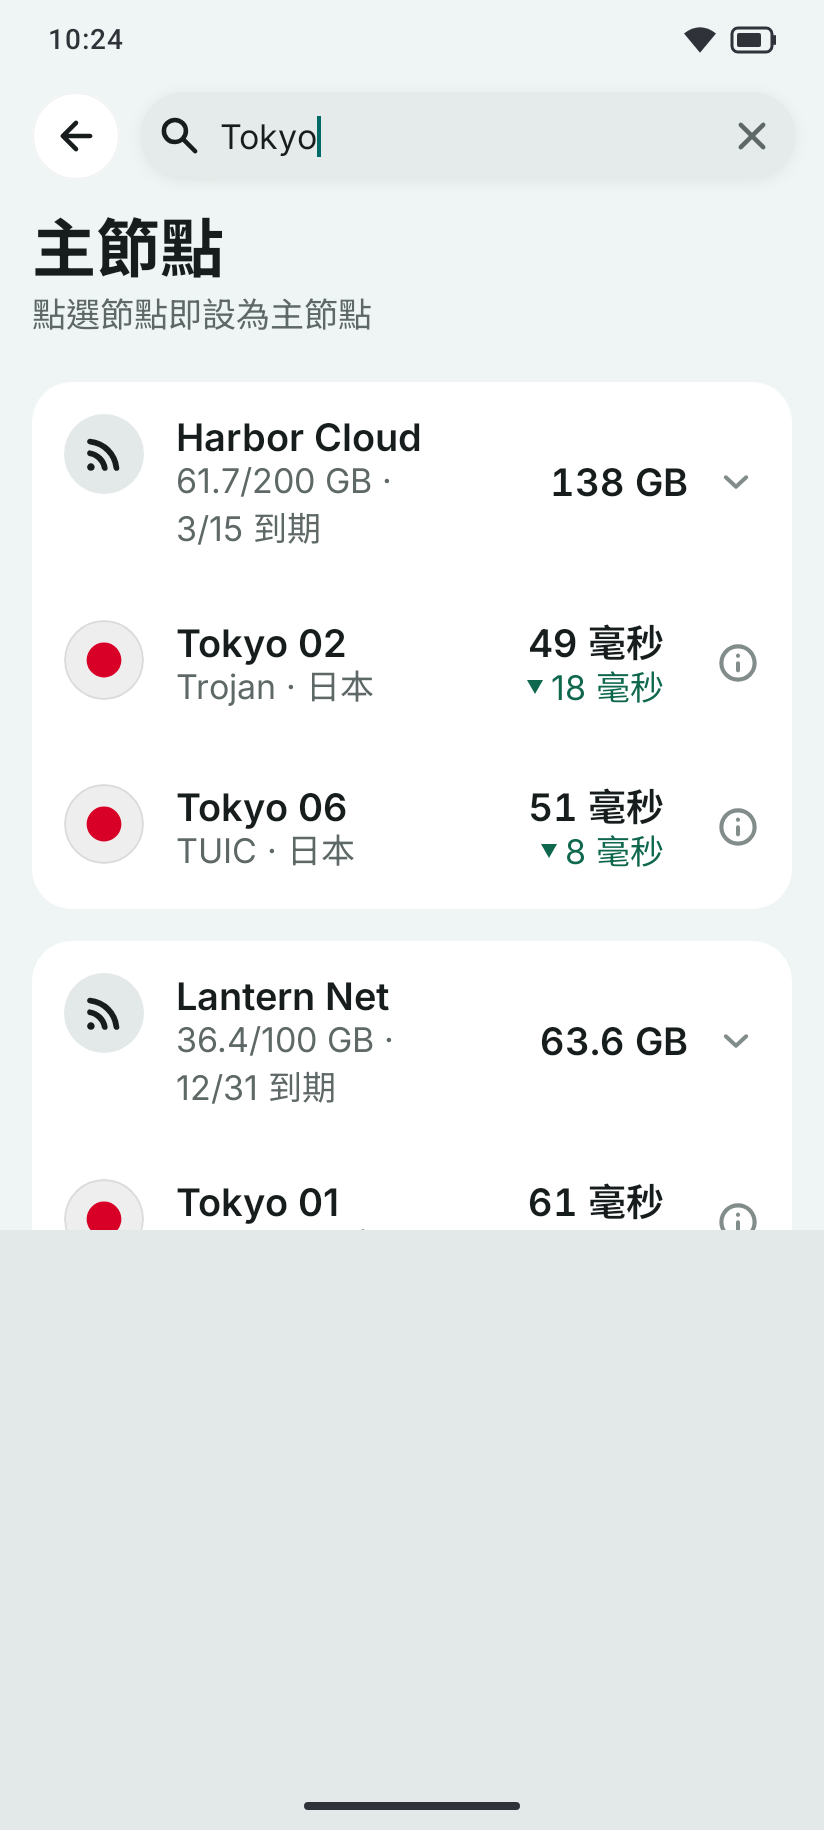 10:24
Tokyo
主節點
點選節點即設為主節點
Harbor Cloud
61.7/200 GB ·
3/15 到期
138 GB
Tokyo 02
Trojan · 日本
49 毫秒
▼18 毫秒
Tokyo 06
TUIC · 日本
51 毫秒
▼8 毫秒
Lantern Net
36.4/100 GB ·
12/31 到期
63.6 GB
Tokyo 01
61 毫秒